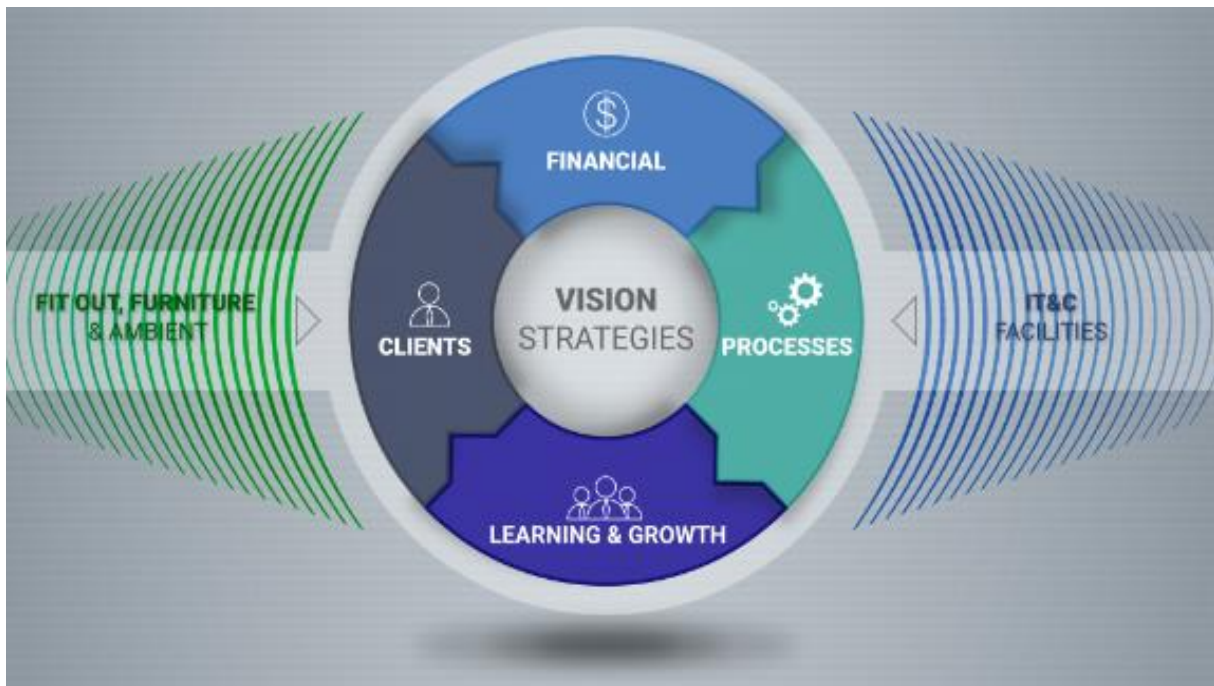 FINANCIAL
FIT OUT, FURNITURE
& AMBIENT
CLIENTS
VISION
STRATEGIES
PROCESSES
IT&C
FACILITIES
LEARNING & GROWTH